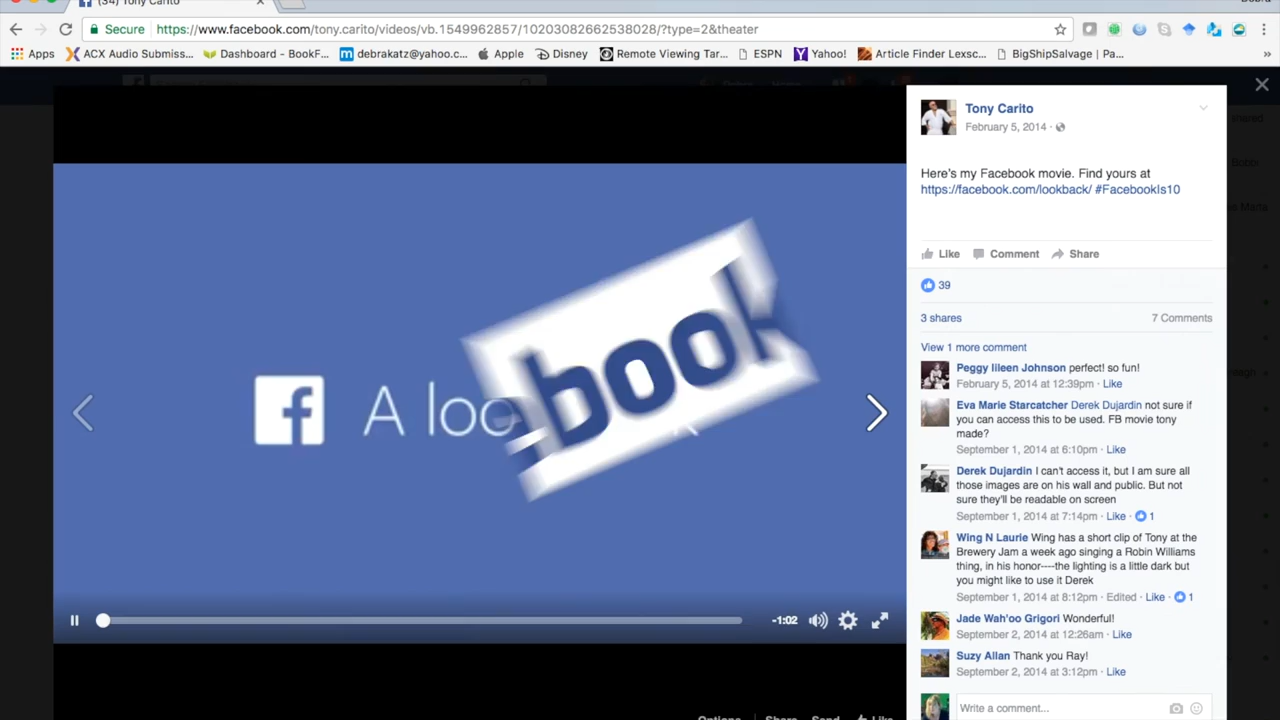 (34) Tony Carito
Secure
https://www.facebook.com/tony.carito/videos/vb.1549962857/10203082662538028/?type=2&theater
Apps
ACX Audio Submiss...
Dashboard - BookF...
debrakatz@yahoo.c...
Apple
Disney
Remote Viewing Tar...
ESPN
Yahoo!
Article Finder Lexsc...
BigShipSalvage | Pa...
»
A loo
book
-1:02
Tony Carito
February 5, 2014 ·
Here's my Facebook movie. Find yours at
https://facebook.com/lookback/ #FacebookIs10
Like Comment Share
39
3 shares
7 Comments
View 1 more comment
Peggy Iileen Johnson perfect! so fun!
February 5, 2014 at 12:39pm · Like
Eva Marie Starcatcher Derek Dujardin not sure if
you can access this to be used. FB movie tony
made?
September 1, 2014 at 6:10pm · Like
Derek Dujardin I can't access it, but I am sure all
those images are on his wall and public. But not
sure they'll be readable on screen
September 1, 2014 at 7:14pm · Like · 1
Wing N Laurie Wing has a short clip of Tony at the
Brewery Jam a week ago singing a Robin Williams
thing, in his honor----the lighting is a little dark but
you might like to use it Derek
September 1, 2014 at 8:12pm · Edited · Like · 1
Jade Wah'oo Grigori Wonderful!
September 2, 2014 at 12:26am · Like
Suzy Allan Thank you Ray!
September 2, 2014 at 3:12pm · Like
Write a comment...
Options Share Send Like